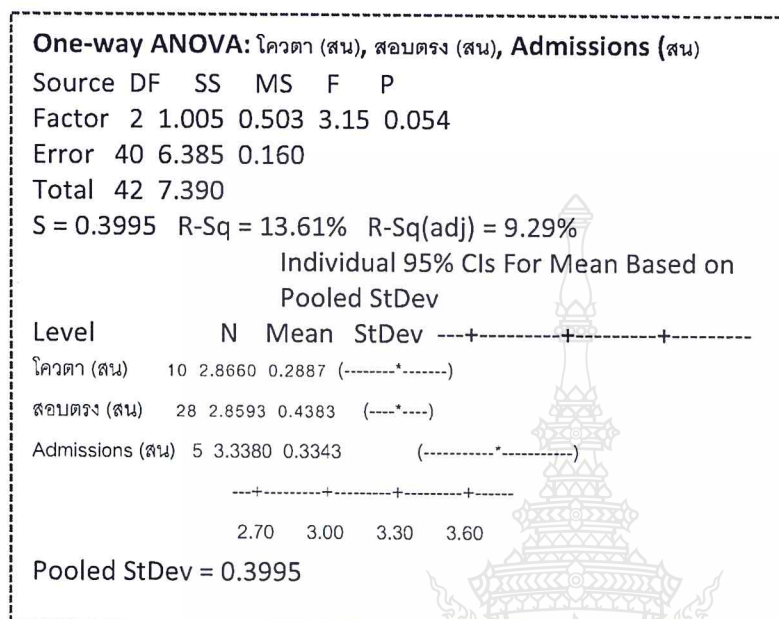 One-way ANOVA: โควตา (สน), สอบตรง (สน), Admissions (สน)
Source DF SS MS F P
Factor 2 1.005 0.503 3.15 0.054
Error 40 6.385 0.160
Total 42 7.390
S = 0.3995 R-Sq = 13.61% R-Sq(adj) = 9.29%
Individual 95% CIs For Mean Based on
Pooled StDev
Level N Mean StDev ---+---------+---------+---------
โควตา (สน) 10 2.8660 0.2887 (--------*-------)
สอบตรง (สน) 28 2.8593 0.4383 (----*----)
Admissions (สน) 5 3.3380 0.3343 (-----------*-----------)
---+---------+---------+---------+------
2.70 3.00 3.30 3.60
Pooled StDev = 0.3995